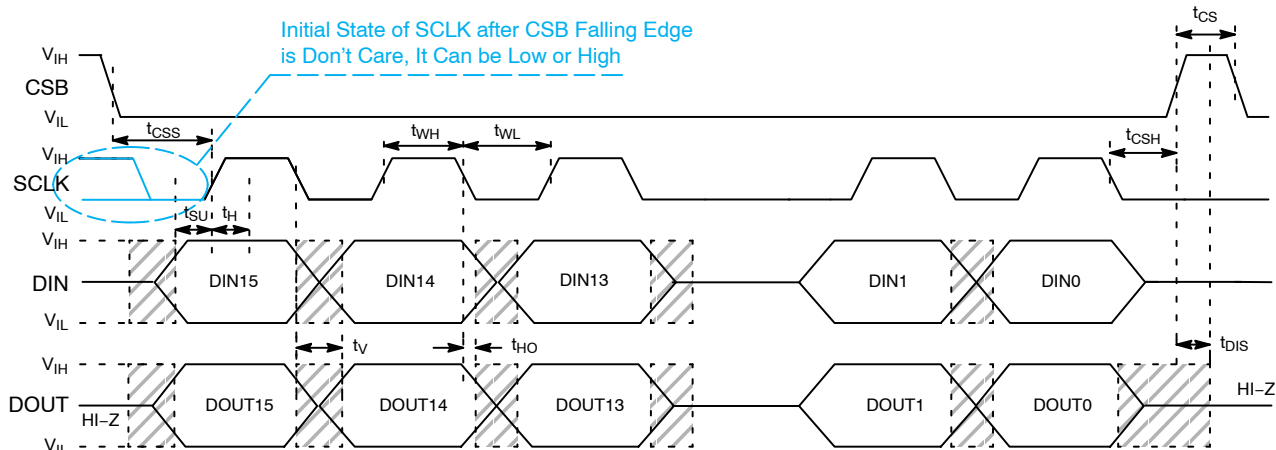 Initial State of SCLK after CSB Falling Edge
is Don't Care, It Can be Low or High
tCS
VIH
CSB
VIL
tCSS
tWH
tWL
tCSH
VIH
SCLK
VIL
tSU
tH
VIH
DIN
DIN15
DIN14
DIN13
DIN1
DIN0
VIL
tV
tHO
tDIS
VIH
DOUT
HI–Z
DOUT15
DOUT14
DOUT13
DOUT1
DOUT0
HI–Z
VIL